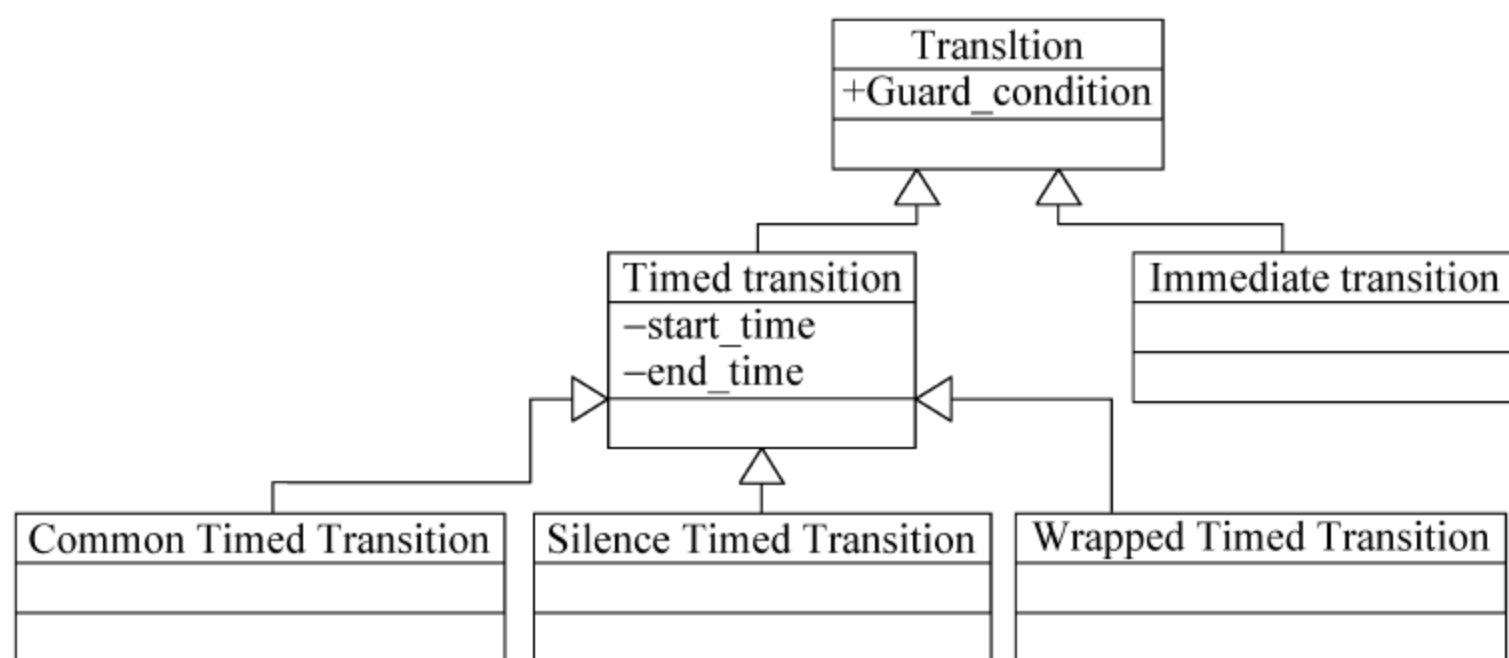 Transltion
+Guard_condition
Timed transition
−start_time
−end_time
Immediate transition
Common Timed Transition
Silence Timed Transition
Wrapped Timed Transition